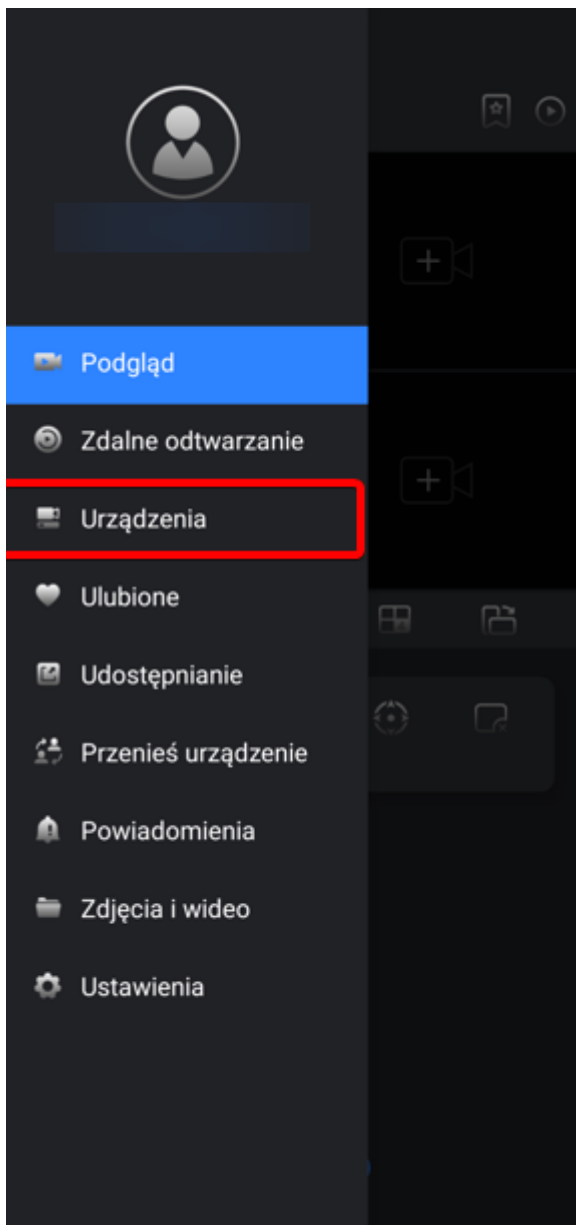 Podgląd
Zdalne odtwarzanie
Urządzenia
Ulubione
Udostępnianie
Przenieś urządzenie
Powiadomienia
Zdjęcia i wideo
Ustawienia